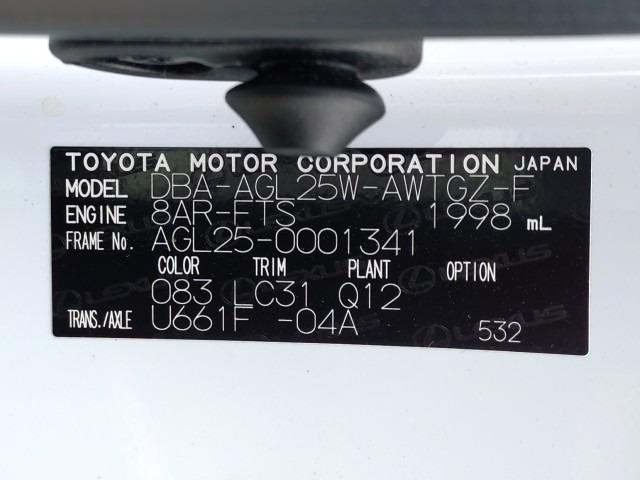 TOYOTA MOTOR CORPORATION JAPAN
MODEL DBA-AGL25W-AWTGZ-F
ENGINE 8AR-FTS 1998 mL
FRAME No. AGL25-0001341
COLOR TRIM PLANT OPTION
083 LC31 Q12
TRANS./AXLE U661F -04A 532
LEXUS